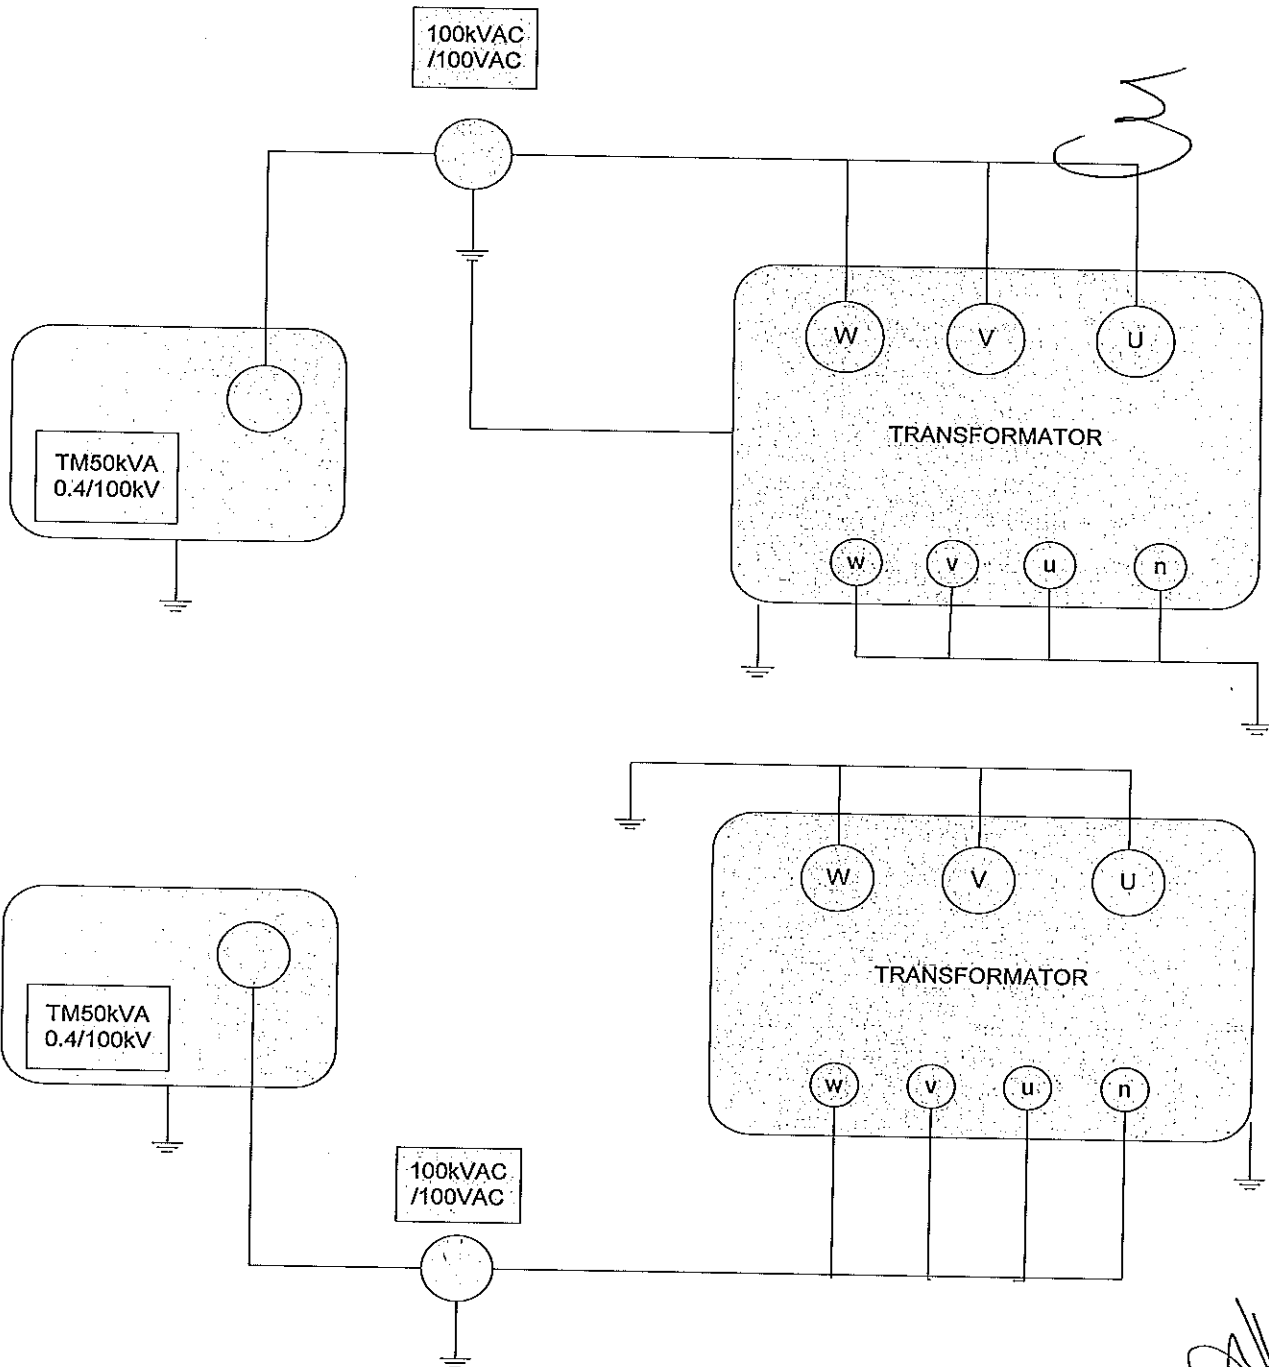 100kVAC
/100VAC
W V U
TRANSFORMATOR
TM50kVA
0.4/100kV
w v u n
W V U
TRANSFORMATOR
TM50kVA
0.4/100kV
w v u n
100kVAC
/100VAC